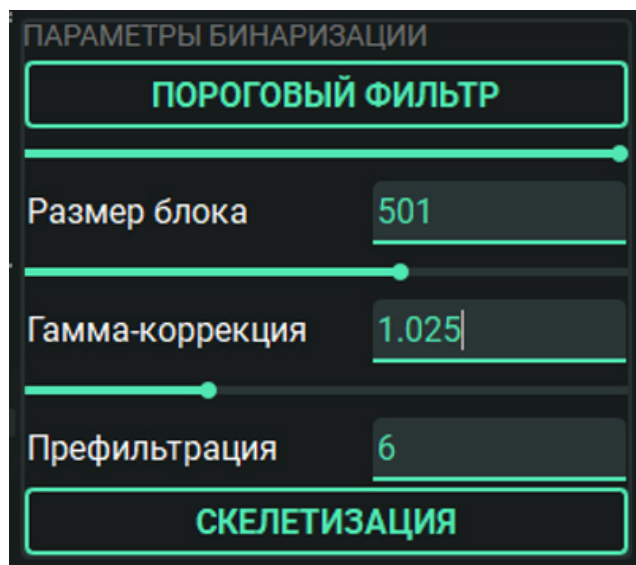 ПАРАМЕТРЫ БИНАРИЗАЦИИ
ПОРОГОВЫЙ ФИЛЬТР
Размер блока 501
Гамма-коррекция 1.025
Префильтрация 6
СКЕЛЕТИЗАЦИЯ